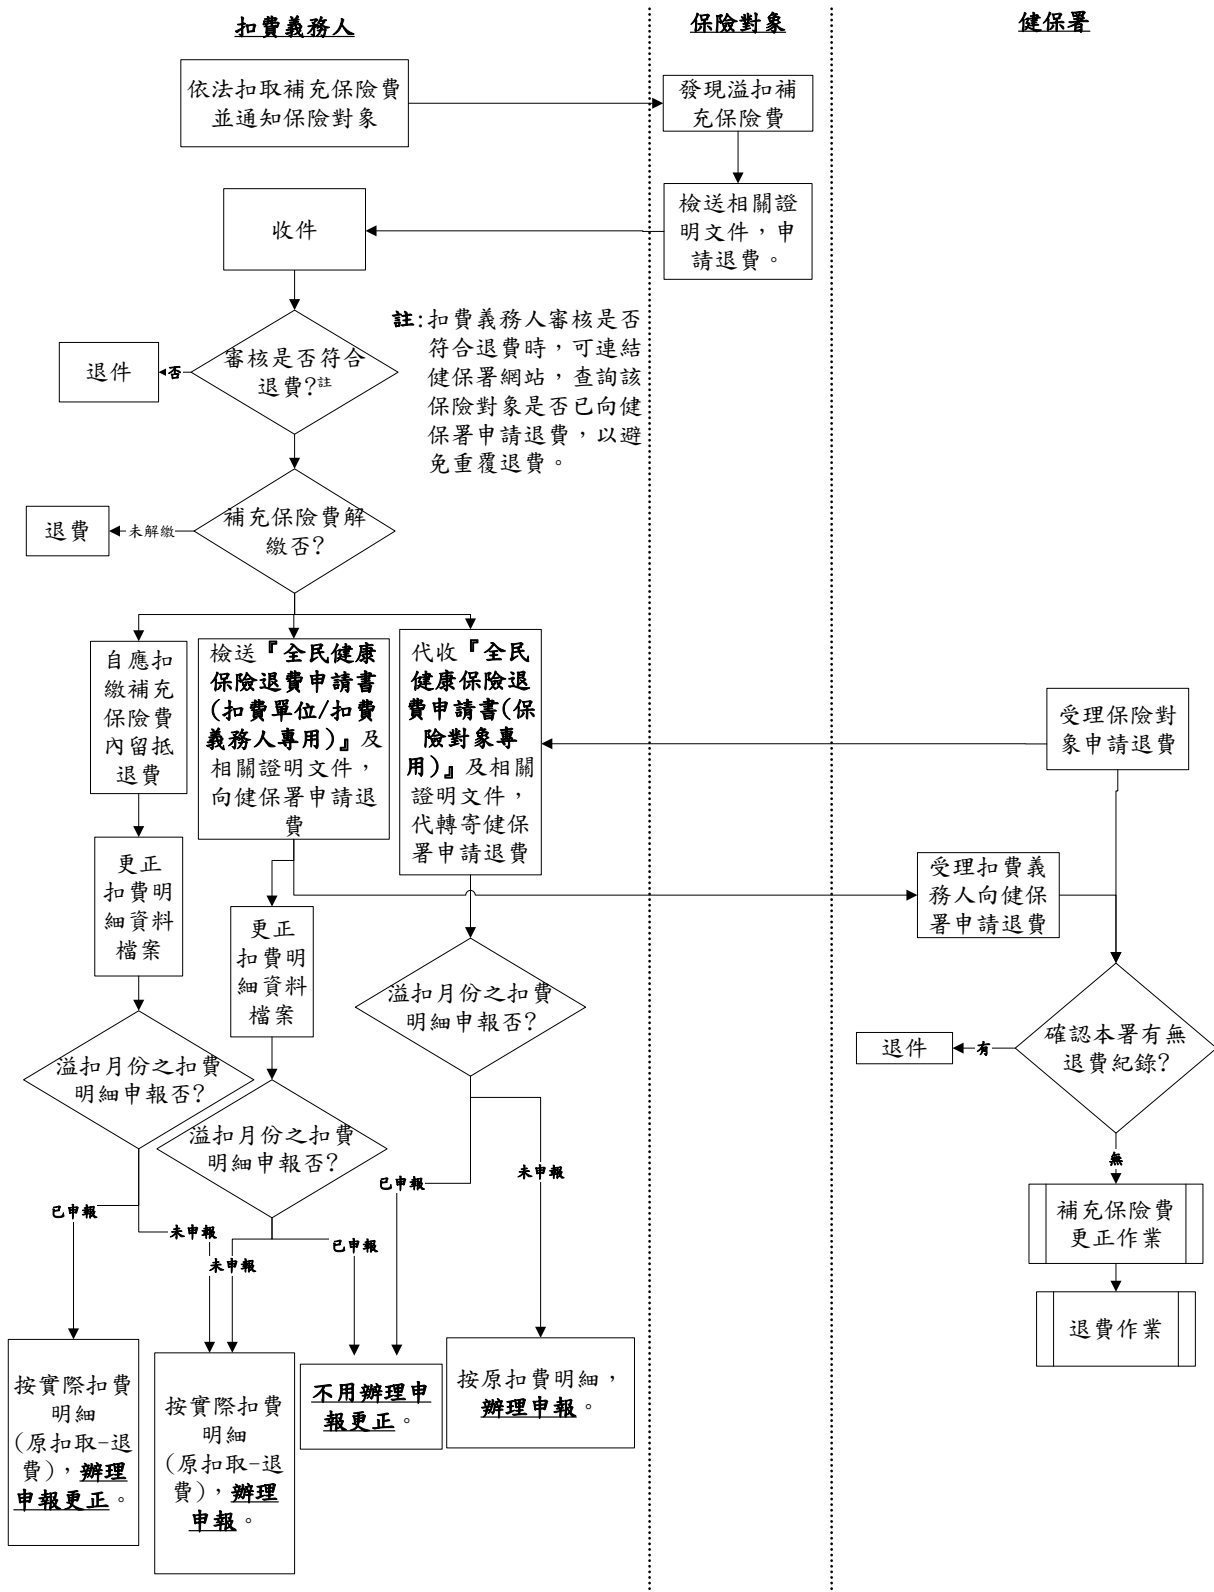 扣費義務人
保險對象
健保署
依法扣取補充保險費
並通知保險對象
發現溢扣補
充保險費
檢送相關證
明文件，申
請退費。
收件
註:扣費義務人審核是否
符合退費時，可連結
健保署網站，查詢該
保險對象是否已向健
保署申請退費，以避
免重覆退費。
審核是否符合
退費?註
否
退件
補充保險費解
繳否?
未解繳
退費
自應扣
繳補充
保險費
內留抵
退費
檢送『全民健康
保險退費申請書
(扣費單位/扣費
義務人專用)』及
相關證明文件，
向健保署申請退
費
代收『全民
健康保險退
費申請書(保
險對象專
用)』及相關
證明文件，
代轉寄健保
署申請退費
受理保險對
象申請退費
更正
扣費明
細資料
檔案
更正
扣費明
細資料
檔案
受理扣費義
務人向健保
署申請退費
溢扣月份之扣費
明細申報否?
溢扣月份之扣費
明細申報否?
溢扣月份之扣費
明細申報否?
確認本署有無
退費紀錄?
有
退件
無
補充保險費
更正作業
退費作業
已申報
未申報
未申報
已申報
已申報
未申報
按實際扣費
明細
(原扣取-退
費)，辦理
申報更正。
按實際扣費
明細
(原扣取-退
費)，辦理
申報。
不用辦理申
報更正。
按原扣費明細，
辦理申報。